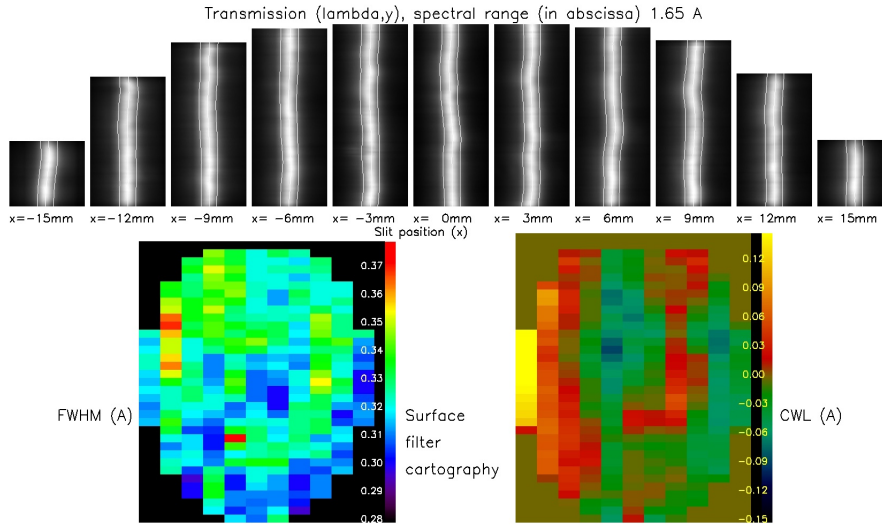 Transmission (lambda,y), spectral range (in abscissa) 1.65 A
x=-15mm x=-12mm x= -9mm x= -6mm x= -3mm x= 0mm x= 3mm x= 6mm x= 9mm x= 12mm x= 15mm
Slit position (x)
0.37
0.36
0.35
0.34
0.33
0.32
0.31
0.30
0.29
0.28
FWHM (A)
Surface
filter
cartography
0.12
0.09
0.06
0.03
0.00
-0.03
-0.06
-0.09
-0.12
-0.15
CWL (A)